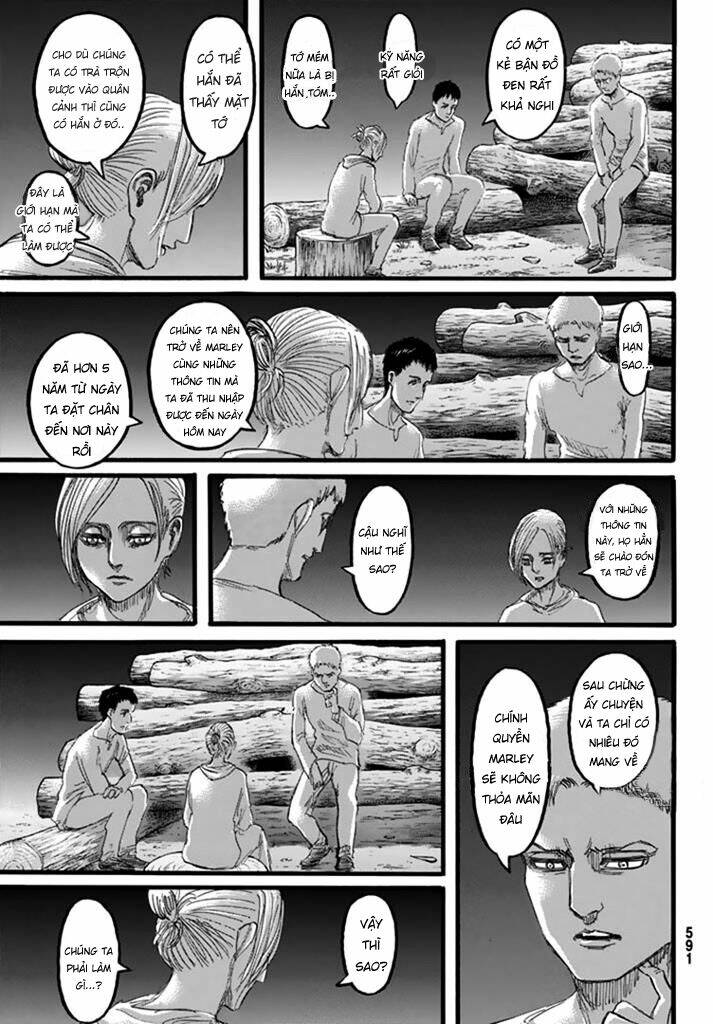 CÓ MỘT
KẺ BẬN ĐỒ
ĐEN RẤT
KHẢ NGHI
KỸ NĂNG
RẤT GIỎI
TỚ MÉM
NỮA LÀ BỊ
HẮN TÓM..
CÓ THỂ
HẮN ĐÃ
THẤY MẶT
TỚ
CHO DÙ CHÚNG
TA CÓ TRÀ TRỘN
ĐƯỢC VÀO QUÂN
CẢNH THÌ CŨNG
CÓ HẮN Ở ĐÓ..
ĐÂY LÀ
GIỚI HẠN MÀ
TA CÓ THỂ
LÀM ĐƯỢC
GIỚI
HẠN
SAO...
CHÚNG TA NÊN
TRỞ VỀ MARLEY
CÙNG NHỮNG
THÔNG TIN MÀ
TA ĐÃ THU NHẬP
ĐƯỢC ĐẾN NGÀY
HÔM NAY
ĐÃ HƠN 5
NĂM TỪ NGÀY
TA ĐẶT CHÂN
ĐẾN NƠI NÀY
RỒI
VỚI NHỮNG
THÔNG TIN
NÀY, HỌ HẲN
SẼ CHÀO ĐÓN
TA TRỞ VỀ
CẬU NGHĨ
NHƯ THẾ
SAO?
SAU CHỪNG
ẤY CHUYỆN
VÀ TA CHỈ CÓ
NHIÊU ĐÓ
MANG VỀ
CHÍNH
QUYỀN
MARLEY
SẼ KHÔNG
THỎA MÃN
ĐÂU
VẬY
THÌ
SAO?
CHÚNG TA
PHẢI LÀM
GÌ...?
591